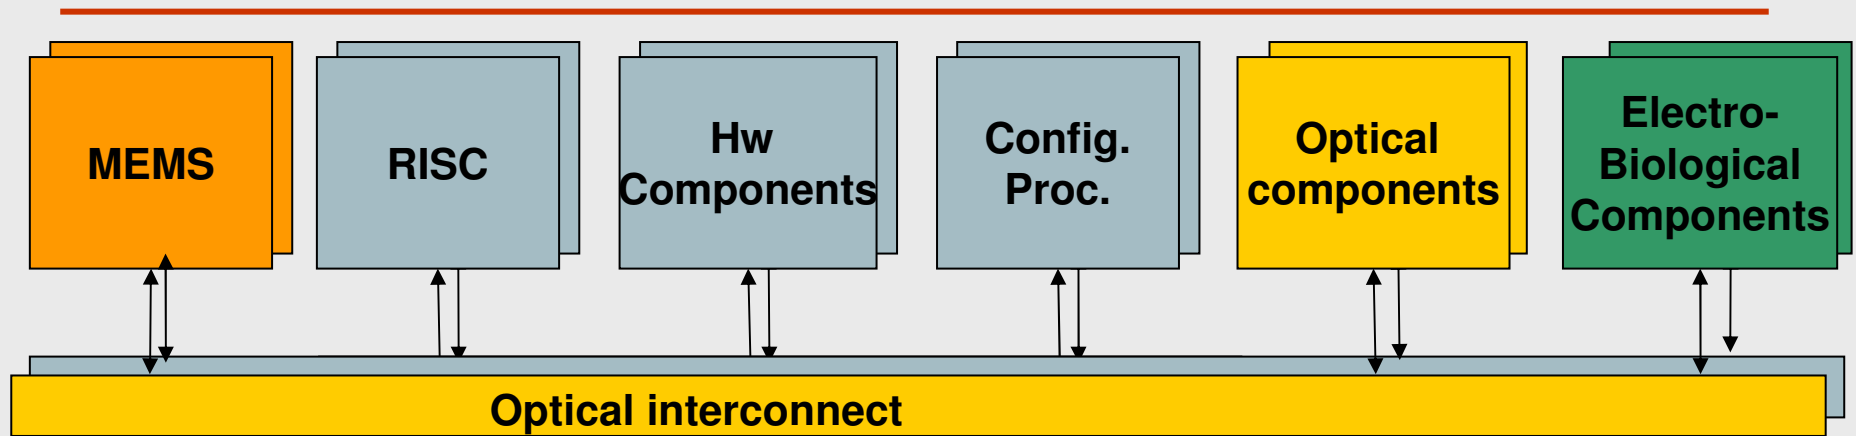 MEMS
RISC
Hw
Components
Config.
Proc.
Optical
components
Electro-
Biological
Components
Optical interconnect